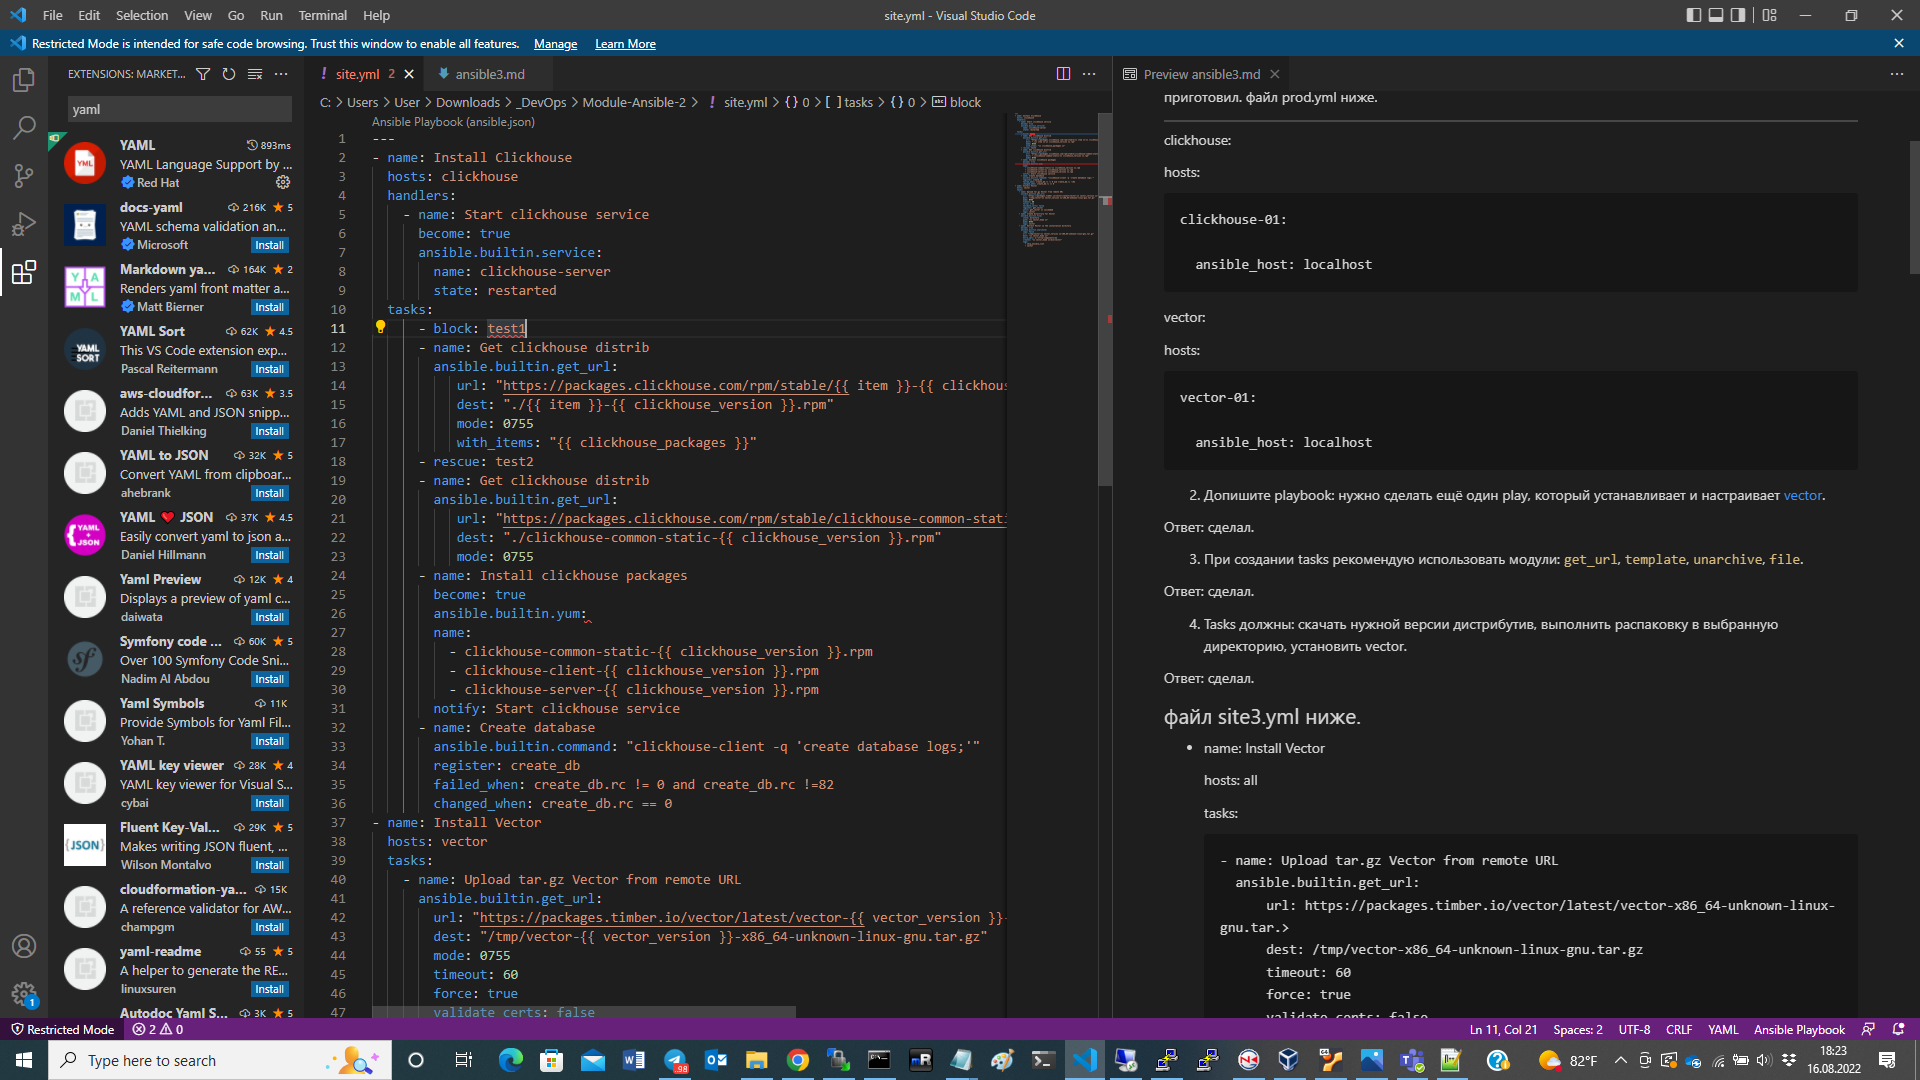 File Edit Selection View Go Run Terminal Help
site.yml - Visual Studio Code
Restricted Mode is intended for safe code browsing. Trust this window to enable all features. Manage Learn More
EXTENSIONS: MARKET...
yaml
YAML 893ms
YAML Language Support by ...
Red Hat
docs-yaml 216K 5
YAML schema validation an...
Microsoft Install
Markdown ya... 164K 2
Renders yaml front matter a...
Matt Bierner Install
YAML Sort 62K 4.5
This VS Code extension exp...
Pascal Reitermann Install
aws-cloudfor... 63K 3.5
Adds YAML and JSON snipp...
Daniel Thielking Install
YAML to JSON 32K 5
Convert YAML from clipboar...
ahebrank Install
YAML ❤ JSON 37K 4.5
Easily convert yaml to json a...
Daniel Hillmann Install
Yaml Preview 12K 4
Displays a preview of yaml c...
daiwata Install
Symfony code ... 60K 5
Over 100 Symfony Code Sni...
Nadim Al Abdou Install
Yaml Symbols 11K
Provide Symbols for Yaml Fil...
Yohan T. Install
YAML key viewer 28K 4
YAML key viewer for Visual S...
cybai Install
Fluent Key-Val... 29K 5
Makes writing JSON fluent, ...
Wilson Montalvo Install
cloudformation-ya... 15K
A reference validator for AW...
champgm Install
yaml-readme 55 5
A helper to generate the RE...
linuxsuren Install
Autodoc Yaml S... 3K 5
site.yml 2 ansible3.md
C: > Users > User > Downloads > _DevOps > Module-Ansible-2 > ! site.yml > {} 0 > [ ] tasks > {} 0 > block
Ansible Playbook (ansible.json)
1 ---
2 - name: Install Clickhouse
3 hosts: clickhouse
4 handlers:
5 - name: Start clickhouse service
6 become: true
7 ansible.builtin.service:
8 name: clickhouse-server
9 state: restarted
10 tasks:
11 - block: test1
12 - name: Get clickhouse distrib
13 ansible.builtin.get_url:
14 url: "https://packages.clickhouse.com/rpm/stable/{{ item }}-{{ clickhous
15 dest: "./{{ item }}-{{ clickhouse_version }}.rpm"
16 mode: 0755
17 with_items: "{{ clickhouse_packages }}"
18 - rescue: test2
19 - name: Get clickhouse distrib
20 ansible.builtin.get_url:
21 url: "https://packages.clickhouse.com/rpm/stable/clickhouse-common-stati
22 dest: "./clickhouse-common-static-{{ clickhouse_version }}.rpm"
23 mode: 0755
24 - name: Install clickhouse packages
25 become: true
26 ansible.builtin.yum:
27 name:
28 - clickhouse-common-static-{{ clickhouse_version }}.rpm
29 - clickhouse-client-{{ clickhouse_version }}.rpm
30 - clickhouse-server-{{ clickhouse_version }}.rpm
31 notify: Start clickhouse service
32 - name: Create database
33 ansible.builtin.command: "clickhouse-client -q 'create database logs;'"
34 register: create_db
35 failed_when: create_db.rc != 0 and create_db.rc !=82
36 changed_when: create_db.rc == 0
37 - name: Install Vector
38 hosts: vector
39 tasks:
40 - name: Upload tar.gz Vector from remote URL
41 ansible.builtin.get_url:
42 url: "https://packages.timber.io/vector/latest/vector-{{ vector_version }}-
43 dest: "/tmp/vector-{{ vector_version }}-x86_64-unknown-linux-gnu.tar.gz"
44 mode: 0755
45 timeout: 60
46 force: true
47 validate_certs: false
Preview ansible3.md
приготовил. файл prod.yml ниже.
clickhouse:
hosts:
clickhouse-01:
ansible_host: localhost
vector:
hosts:
vector-01:
ansible_host: localhost
2. Допишите playbook: нужно сделать ещё один play, который устанавливает и настраивает vector.
Ответ: сделал.
3. При создании tasks рекомендую использовать модули: get_url, template, unarchive, file.
Ответ: сделал.
4. Tasks должны: скачать нужной версии дистрибутив, выполнить распаковку в выбранную
директорию, установить vector.
Ответ: сделал.
файл site3.yml ниже.
• name: Install Vector
hosts: all
tasks:
- name: Upload tar.gz Vector from remote URL
ansible.builtin.get_url:
url: https://packages.timber.io/vector/latest/vector-x86_64-unknown-linux-
gnu.tar.>
dest: /tmp/vector-x86_64-unknown-linux-gnu.tar.gz
timeout: 60
force: true
validate_certs: false
Restricted Mode 2 0
Ln 11, Col 21 Spaces: 2 UTF-8 CRLF YAML Ansible Playbook
Type here to search
82°F
18:23
16.08.2022